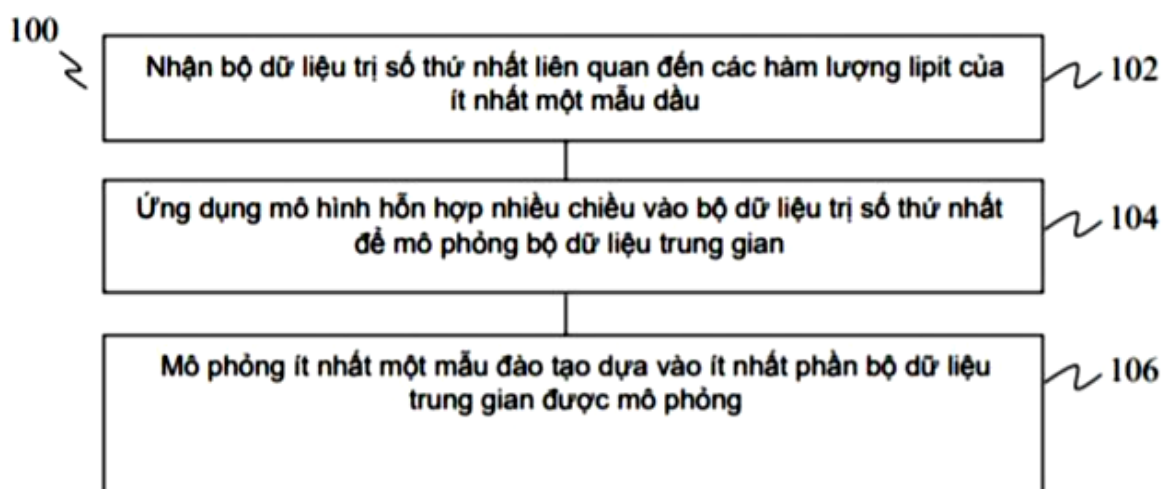 100
Nhận bộ dữ liệu trị số thứ nhất liên quan đến các hàm lượng lipit của
ít nhất một mẫu dầu
102
Ứng dụng mô hình hỗn hợp nhiều chiều vào bộ dữ liệu trị số thứ nhất
để mô phỏng bộ dữ liệu trung gian
104
Mô phỏng ít nhất một mẫu đào tạo dựa vào ít nhất phần bộ dữ liệu
trung gian được mô phỏng
106